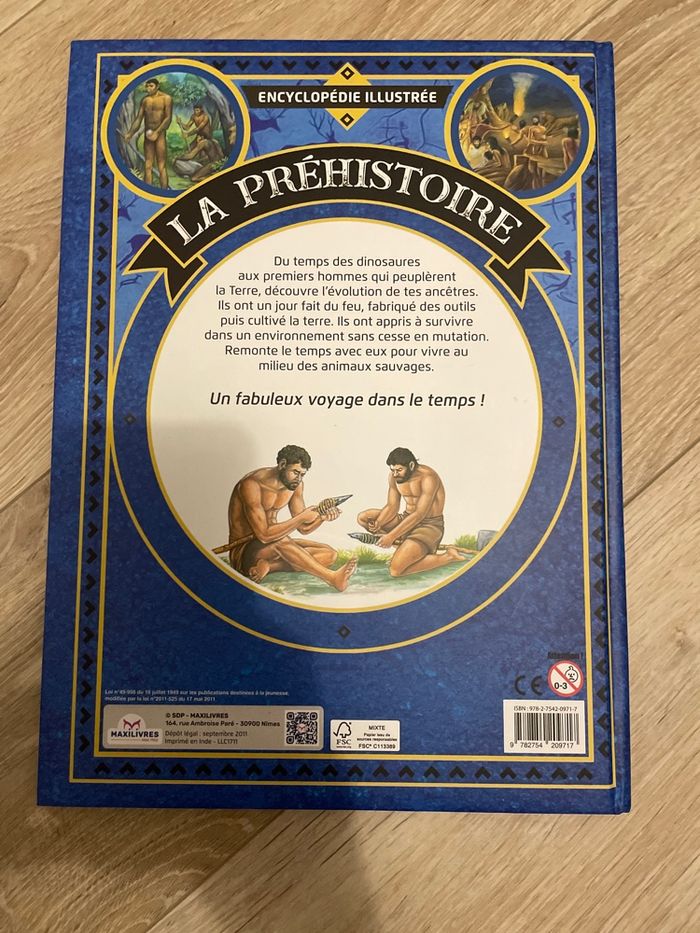 ENCYCLOPÉDIE ILLUSTRÉE
LA PRÉHISTOIRE
Du temps des dinosaures
aux premiers hommes qui peuplèrent
la Terre, découvre l'évolution de tes ancêtres.
Ils ont un jour fait du feu, fabriqué des outils
puis cultivé la terre. Ils ont appris à survivre
dans un environnement sans cesse en mutation.
Remonte le temps avec eux pour vivre au
milieu des animaux sauvages.
Un fabuleux voyage dans le temps !
Attention !
CE
0-3
Loi n°49-956 du 16 juillet 1949 sur les publications destinées à la jeunesse,
modifiée par la loi n°2011-525 du 17 mai 2011
MAXILIVRES
© SDP - MAXILIVRES
164, rue Ambroise Paré - 30900 Nîmes
Dépôt légal : septembre 2011
Imprimé en Inde - LLC1711
FSC
MIXTE
Papier issu de
sources responsables
FSC® C113389
ISBN : 978-2-7542-0971-7
9 782754 209717